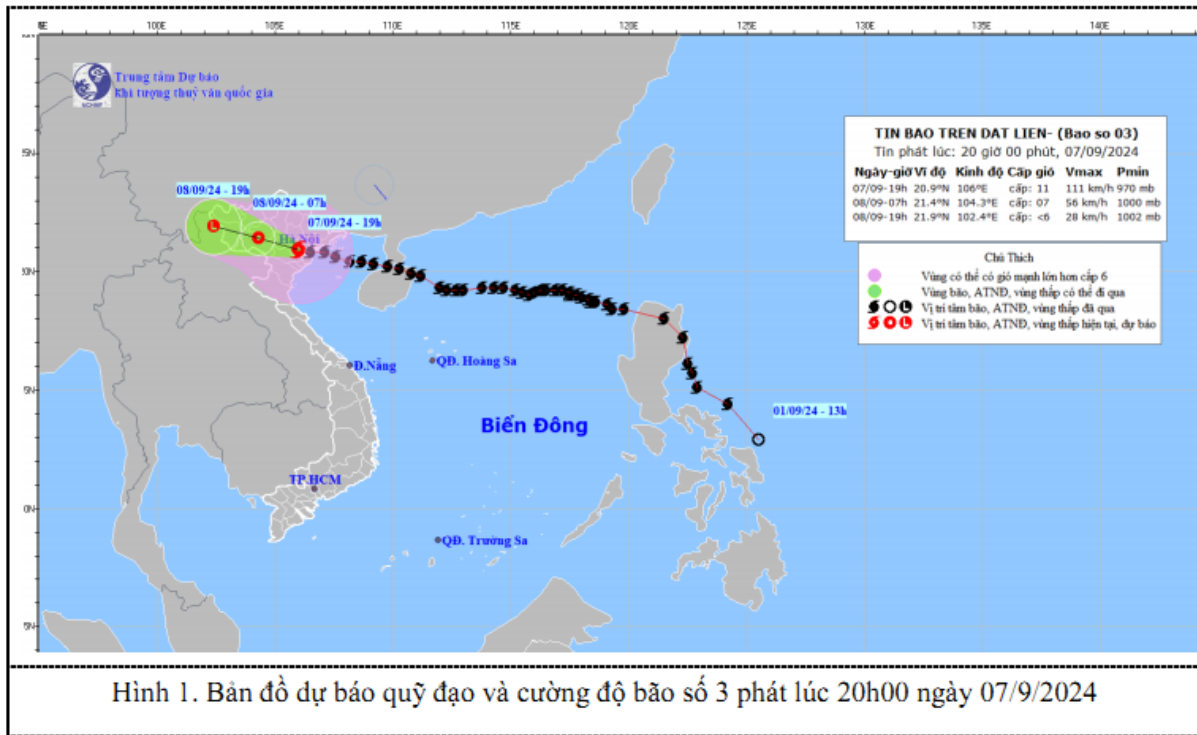 100E 105E 110E 115E 120E 125E 130E 135E 140E
Trung tâm Dự báo
khí tượng thuỷ văn quốc gia
TIN BAO TREN DAT LIEN- (Bao so 03)
Tin phát lúc: 20 giờ 00 phút, 07/09/2024
Ngày-giờ Vĩ độ Kinh độ Cấp gió Vmax Pmin
07/09-19h 20.9°N 106°E cấp: 11 111 km/h 970 mb
08/09-07h 21.4°N 104.3°E cấp: 07 56 km/h 1000 mb
08/09-19h 21.9°N 102.4°E cấp: <6 28 km/h 1002 mb
08/09/24 - 19h
08/09/24 - 07h
07/09/24 - 19h
Hà Nội
Chú Thích
Vùng có thể có gió mạnh lớn hơn cấp 6
Vùng bão, ATNĐ, vùng thấp có thể đi qua
Vị trí tâm bão, ATNĐ, vùng thấp đã qua
Vị trí tâm bão, ATNĐ, vùng thấp hiện tại, dự báo
Đ.Nẵng
QĐ. Hoàng Sa
01/09/24 - 13h
Biển Đông
TP.HCM
QĐ. Trường Sa
Hình 1. Bản đồ dự báo quỹ đạo và cường độ bão số 3 phát lúc 20h00 ngày 07/9/2024